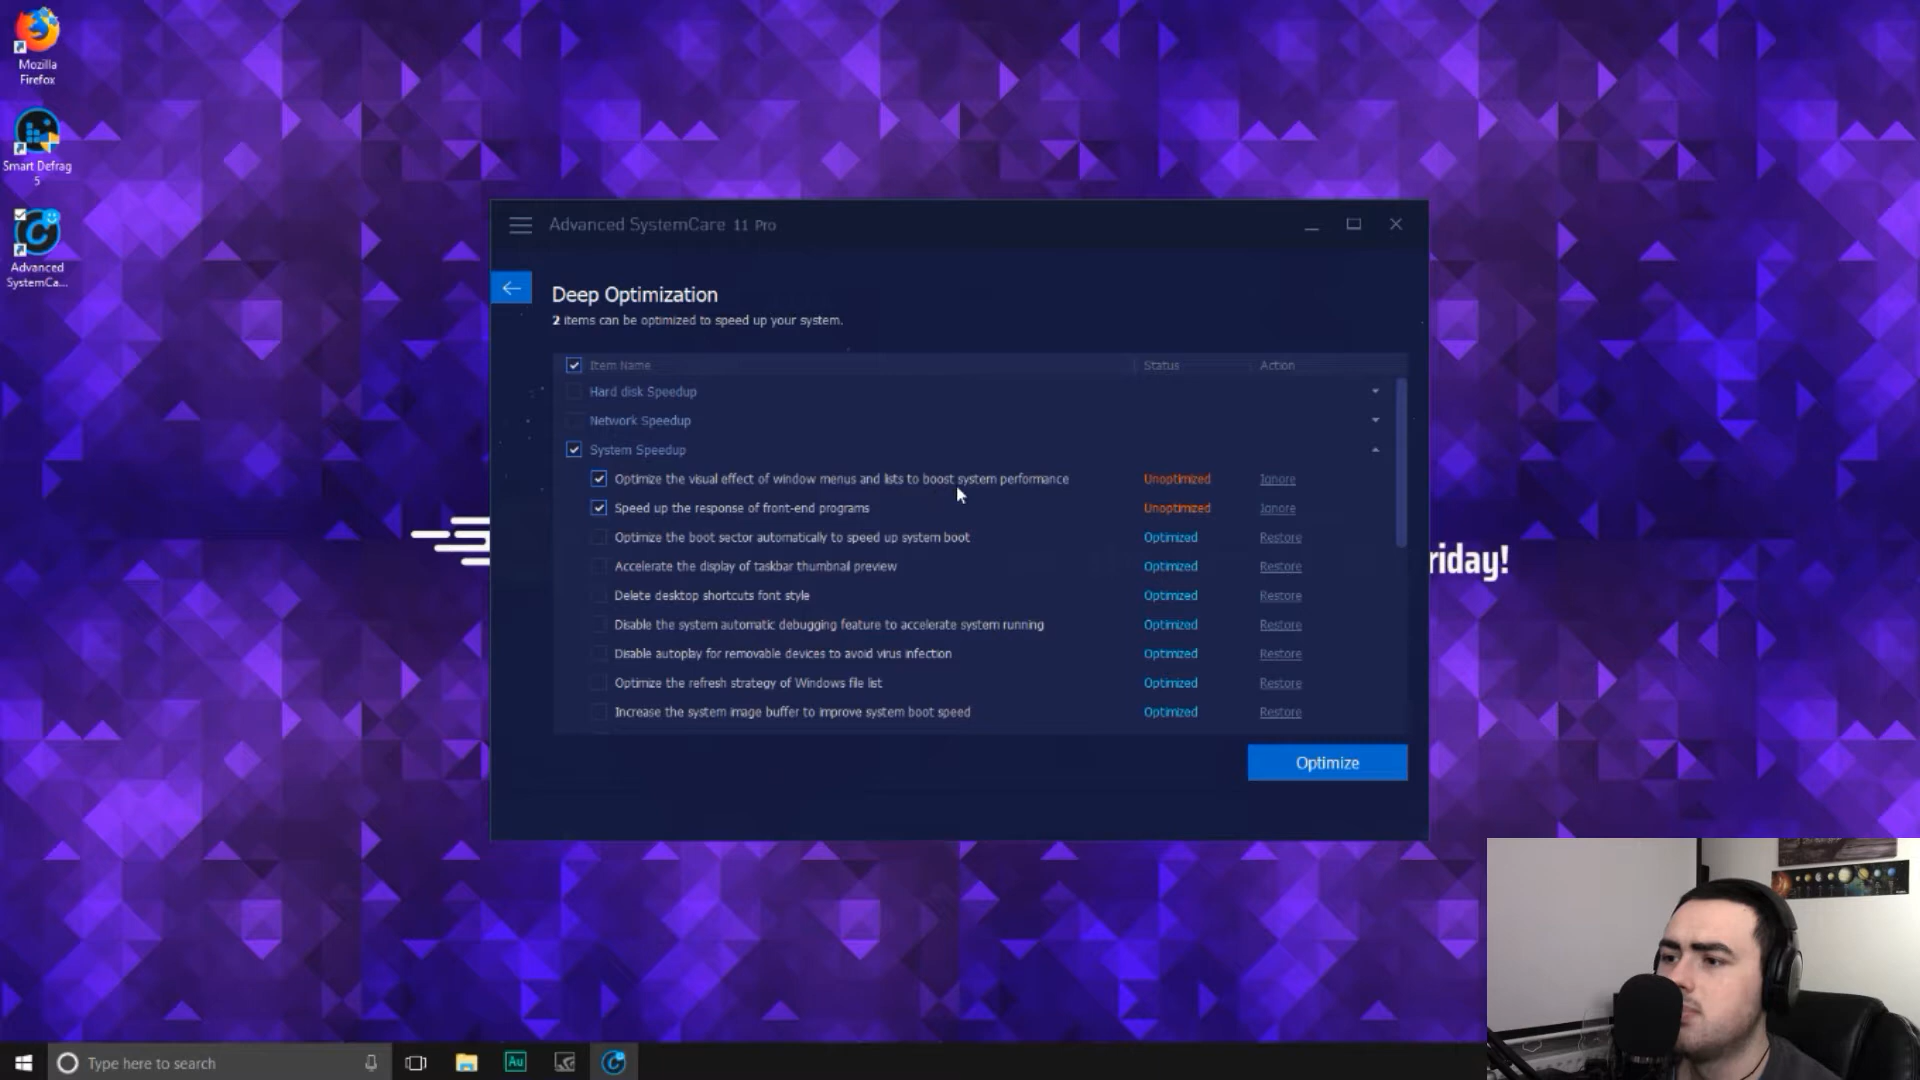 Mozilla
Firefox
Smart Defrag
5
Advanced
SystemCa...
Advanced SystemCare 11 Pro
Deep Optimization
2 items can be optimized to speed up your system.
Item Name Status Action
Hard disk Speedup
Network Speedup
System Speedup
Optimize the visual effect of window menus and lists to boost system performance Unoptimized Ignore
Speed up the response of front-end programs Unoptimized Ignore
Optimize the boot sector automatically to speed up system boot Optimized Restore
Accelerate the display of taskbar thumbnail preview Optimized Restore
Delete desktop shortcuts font style Optimized Restore
Disable the system automatic debugging feature to accelerate system running Optimized Restore
Disable autoplay for removable devices to avoid virus infection Optimized Restore
Optimize the refresh strategy of Windows file list Optimized Restore
Increase the system image buffer to improve system boot speed Optimized Restore
riday!
Optimize
Type here to search
Au